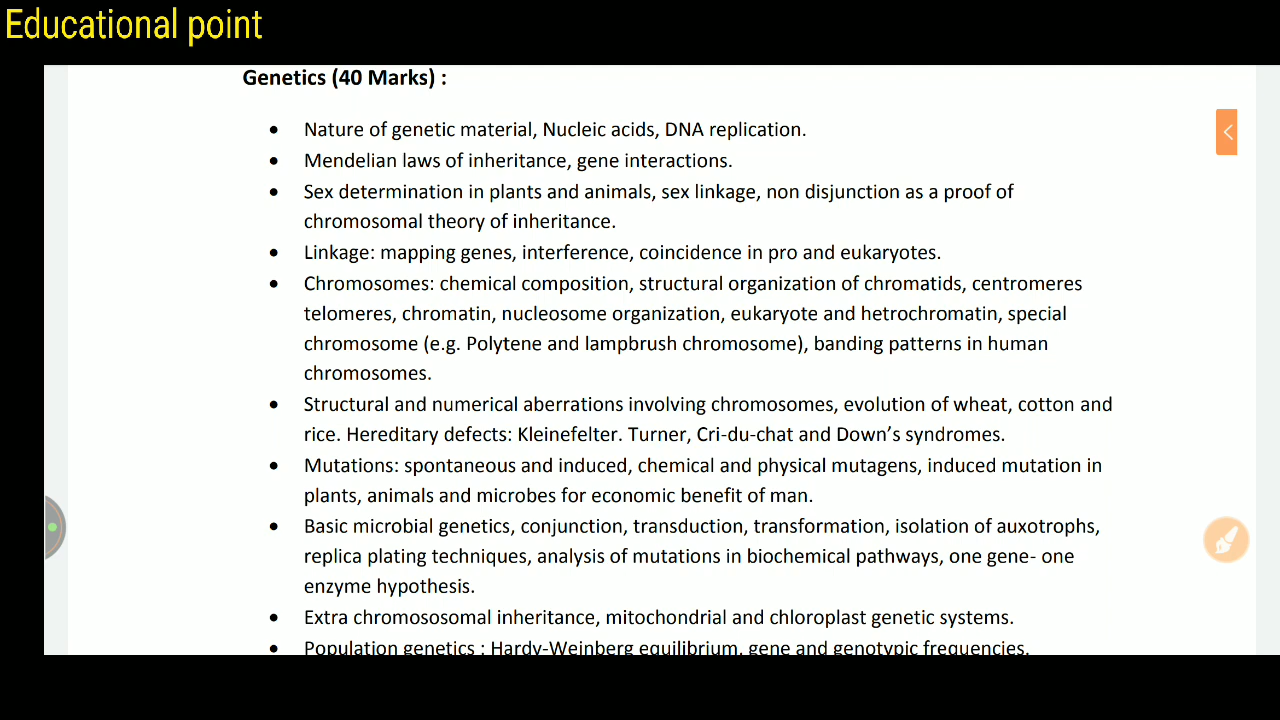 Educational point
Genetics (40 Marks) :
• Nature of genetic material, Nucleic acids, DNA replication.
• Mendelian laws of inheritance, gene interactions.
• Sex determination in plants and animals, sex linkage, non disjunction as a proof of
chromosomal theory of inheritance.
• Linkage: mapping genes, interference, coincidence in pro and eukaryotes.
• Chromosomes: chemical composition, structural organization of chromatids, centromeres
telomeres, chromatin, nucleosome organization, eukaryote and hetrochromatin, special
chromosome (e.g. Polytene and lampbrush chromosome), banding patterns in human
chromosomes.
• Structural and numerical aberrations involving chromosomes, evolution of wheat, cotton and
rice. Hereditary defects: Kleinefelter. Turner, Cri-du-chat and Down’s syndromes.
• Mutations: spontaneous and induced, chemical and physical mutagens, induced mutation in
plants, animals and microbes for economic benefit of man.
• Basic microbial genetics, conjunction, transduction, transformation, isolation of auxotrophs,
replica plating techniques, analysis of mutations in biochemical pathways, one gene- one
enzyme hypothesis.
• Extra chromososomal inheritance, mitochondrial and chloroplast genetic systems.
• Population genetics : Hardy-Weinberg equilibrium, gene and genotypic frequencies.